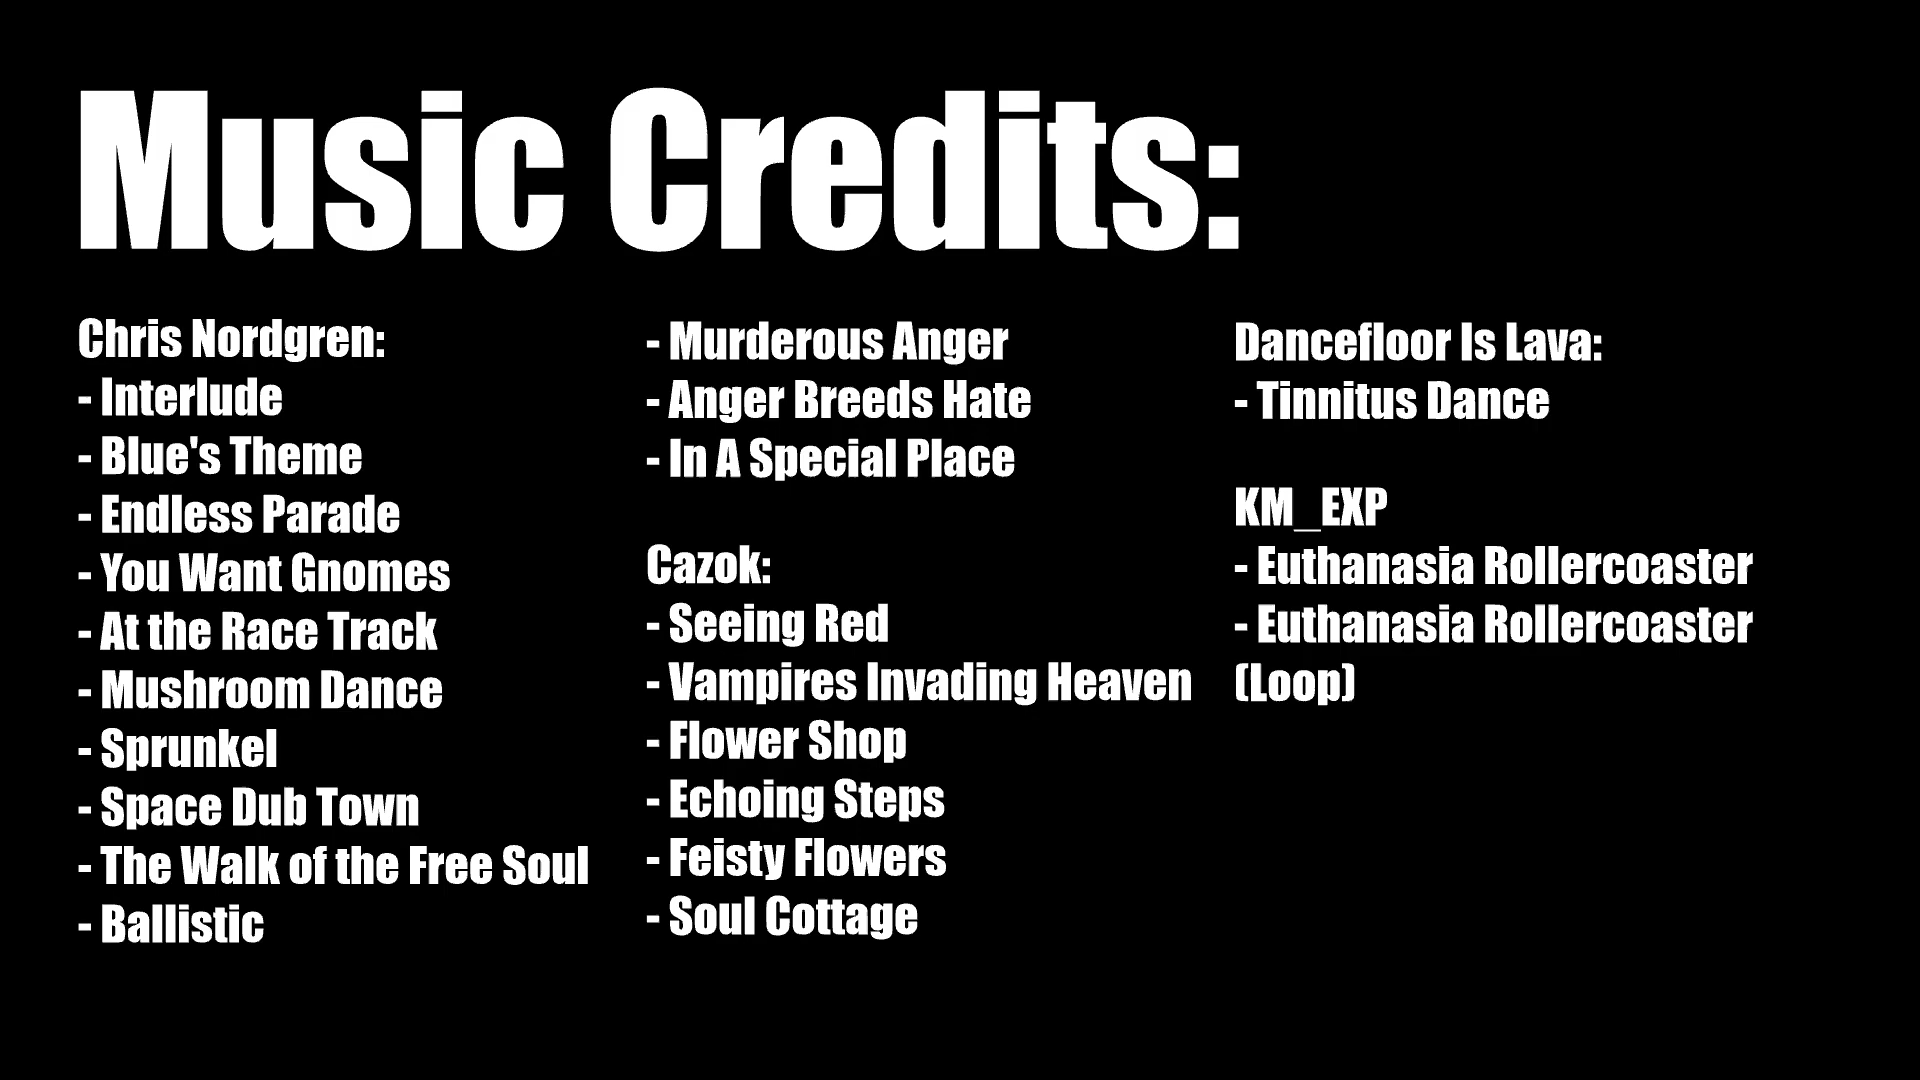 Music Credits:
Chris Nordgren:
- Interlude
- Blue's Theme
- Endless Parade
- You Want Gnomes
- At the Race Track
- Mushroom Dance
- Sprunkel
- Space Dub Town
- The Walk of the Free Soul
- Ballistic
- Murderous Anger
- Anger Breeds Hate
- In A Special Place
Cazok:
- Seeing Red
- Vampires Invading Heaven
- Flower Shop
- Echoing Steps
- Feisty Flowers
- Soul Cottage
Dancefloor Is Lava:
- Tinnitus Dance
KM_EXP
- Euthanasia Rollercoaster
- Euthanasia Rollercoaster
(Loop)